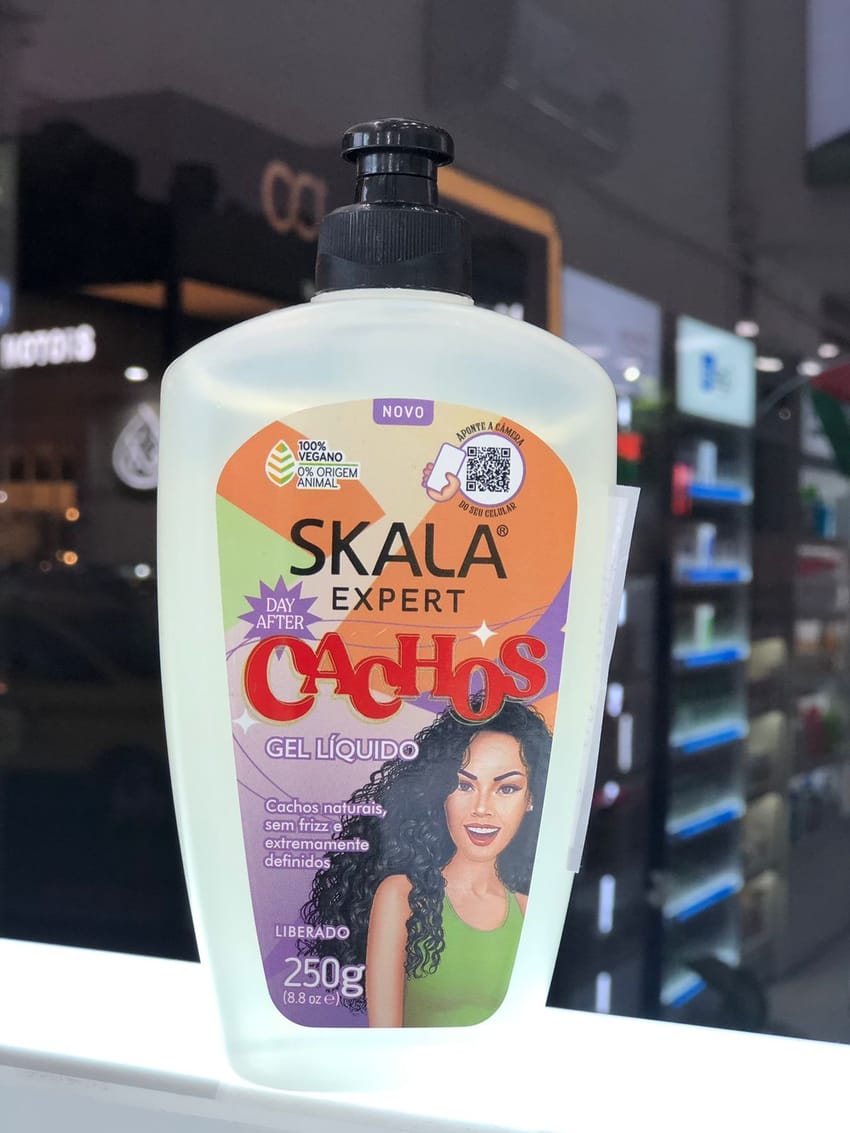 NOVO
100%
VEGANO
0% ORIGEM
ANIMAL
APONTE A CÂMERA
DO SEU CELULAR
SKALA®
EXPERT
DAY
AFTER
CACHOS
GEL LÍQUIDO
Cachos naturais,
sem frizz e
extremamente
definidos.
LIBERADO
250g
(8.8 oz e)